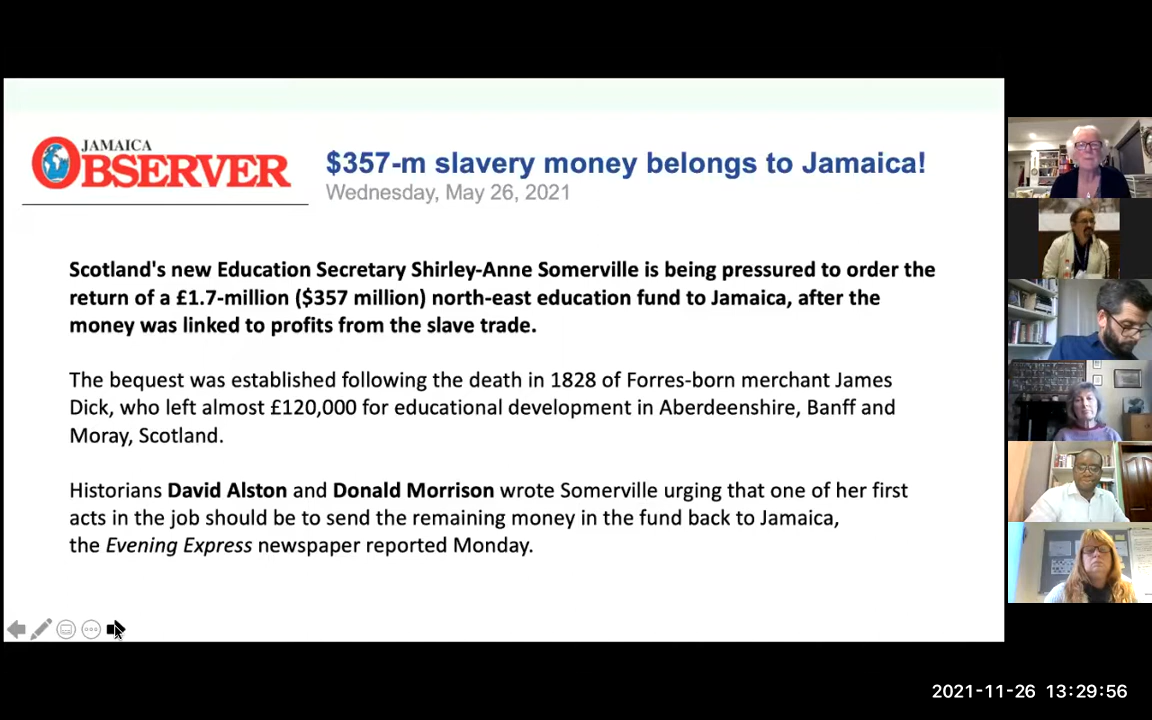 JAMAICA
OBSERVER
$357-m slavery money belongs to Jamaica!
Wednesday, May 26, 2021
Scotland's new Education Secretary Shirley-Anne Somerville is being pressured to order the
return of a £1.7-million ($357 million) north-east education fund to Jamaica, after the
money was linked to profits from the slave trade.
The bequest was established following the death in 1828 of Forres-born merchant James
Dick, who left almost £120,000 for educational development in Aberdeenshire, Banff and
Moray, Scotland.
Historians David Alston and Donald Morrison wrote Somerville urging that one of her first
acts in the job should be to send the remaining money in the fund back to Jamaica,
the Evening Express newspaper reported Monday.
2021-11-26 13:29:56